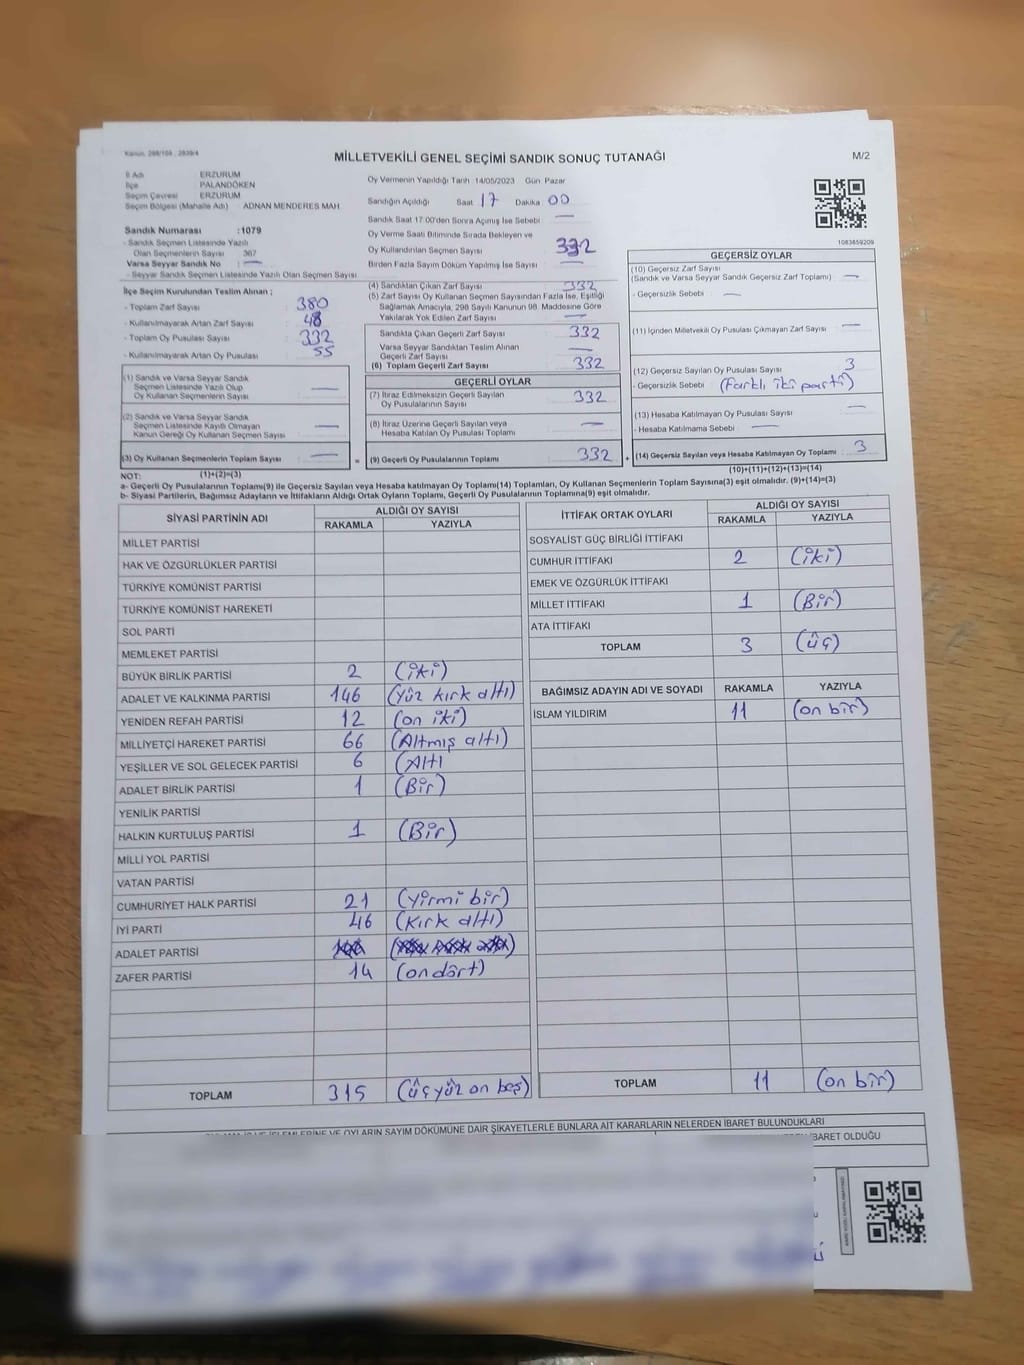 Kanun. 298/105 , 2839/4
MİLLETVEKİLİ GENEL SEÇİMİ SANDIK SONUÇ TUTANAĞI
M/2
İl Adı ERZURUM
İlçe PALANDÖKEN
Seçim Çevresi ERZURUM
Seçim Bölgesi (Mahalle Adı) ADNAN MENDERES MAH.
Sandık Numarası :1079
- Sandık Seçmen Listesinde Yazılı
Olan Seçmenlerin Sayısı 367
Varsa Seyyar Sandık No —
- Seyyar Sandık Seçmen Listesinde Yazılı Olan Seçmen Sayısı
Oy Vermenin Yapıldığı Tarih 14/05/2023 Gün Pazar
Sandığın Açıldığı Saat 17 Dakika 00
Sandık Saat 17:00'den Sonra Açılmış İse Sebebi —
Oy Verme Saati Bitiminde Sırada Bekleyen ve
Oy Kullandırılan Seçmen Sayısı 332
Birden Fazla Sayım Döküm Yapılmış İse Sayısı —
1083859209
İlçe Seçim Kurulundan Teslim Alınan ;
- Toplam Zarf Sayısı : 380
- Kullanılmayarak Artan Zarf Sayısı : 48
- Toplam Oy Pusulası Sayısı : 332
- Kullanılmayarak Artan Oy Pusulası : 55
(4) Sandıktan Çıkan Zarf Sayısı 332
(5) Zarf Sayısı Oy Kullanan Seçmen Sayısından Fazla İse, Eşitliği
Sağlamak Amacıyla, 298 Sayılı Kanunun 98. Maddesine Göre
Yakılarak Yok Edilen Zarf Sayısı —
Sandıkta Çıkan Geçerli Zarf Sayısı 332
Varsa Seyyar Sandıktan Teslim Alınan —
Geçerli Zarf Sayısı
(6) Toplam Geçerli Zarf Sayısı 332
GEÇERSİZ OYLAR
(10) Geçersiz Zarf Sayısı
(Sandık ve Varsa Seyyar Sandık Geçersiz Zarf Toplamı) —
- Geçersizlik Sebebi —
(11) İçinden Milletvekili Oy Pusulası Çıkmayan Zarf Sayısı —
(12) Geçersiz Sayılan Oy Pusulası Sayısı 3
- Geçersizlik Sebebi (Farklı iki parti)
(13) Hesaba Katılmayan Oy Pusulası Sayısı —
- Hesaba Katılmama Sebebi —
(14) Geçersiz Sayılan veya Hesaba Katılmayan Oy Toplamı 3
(10)+(11)+(12)+(13)=(14)
(1) Sandık ve Varsa Seyyar Sandık
Seçmen Listesinde Yazılı Olup
Oy Kullanan Seçmenlerin Sayısı —
(2) Sandık ve Varsa Seyyar Sandık
Seçmen Listesinde Kayıtlı Olmayan
Kanun Gereği Oy Kullanan Seçmen Sayısı —
(3) Oy Kullanan Seçmenlerin Toplam Sayısı — =
(1)+(2)=(3)
GEÇERLİ OYLAR
(7) İtiraz Edilmeksizin Geçerli Sayılan
Oy Pusulalarının Sayısı 332
(8) İtiraz Üzerine Geçerli Sayılan veya
Hesaba Katılan Oy Pusulası Toplamı —
(9) Geçerli Oy Pusulalarının Toplamı 332 +
NOT:
a- Geçerli Oy Pusulaları Toplamı(9) ile Geçersiz Sayılan veya Hesaba katılmayan Oy Toplamı(14) Toplamları, Oy Kullanan Seçmenlerin Toplam Sayısına(3) eşit olmalıdır. (9)+(14)=(3)
b- Siyasi Partilerin, Bağımsız Adayların ve İttifakların Aldığı Ortak Oyların Toplamı, Geçerli Oy Pusulalarının Toplamına(9) eşit olmalıdır.
SİYASİ PARTİNİN ADI ALDIĞI OY SAYISI
RAKAMLA YAZIYLA
MİLLET PARTİSİ
HAK VE ÖZGÜRLÜKLER PARTİSİ
TÜRKİYE KOMÜNİST PARTİSİ
TÜRKİYE KOMÜNİST HAREKETİ
SOL PARTİ
MEMLEKET PARTİSİ
BÜYÜK BİRLİK PARTİSİ 2 (iki)
ADALET VE KALKINMA PARTİSİ 146 (Yüz kırk altı)
YENİDEN REFAH PARTİSİ 12 (on iki)
MİLLİYETÇİ HAREKET PARTİSİ 66 (Altmış altı)
YEŞİLLER VE SOL GELECEK PARTİSİ 6 (Altı
ADALET BİRLİK PARTİSİ 1 (Bir)
YENİLİK PARTİSİ
HALKIN KURTULUŞ PARTİSİ 1 (Bir)
MİLLİ YOL PARTİSİ
VATAN PARTİSİ
CUMHURİYET HALK PARTİSİ 21 (Yirmi bir)
İYİ PARTİ 46 (Kırk altı)
ADALET PARTİSİ
ZAFER PARTİSİ 14 (on dört)
TOPLAM 315 (üçyüz on beş)
İTTİFAK ORTAK OYLARI ALDIĞI OY SAYISI
RAKAMLA YAZIYLA
SOSYALİST GÜÇ BİRLİĞİ İTTİFAKI
CUMHUR İTTİFAKI 2 (iki)
EMEK VE ÖZGÜRLÜK İTTİFAKI
MİLLET İTTİFAKI 1 (Bir)
ATA İTTİFAKI
TOPLAM 3 (üç)
BAĞIMSIZ ADAYIN ADI VE SOYADI RAKAMLA YAZIYLA
İSLAM YILDIRIM 11 (on bir)
TOPLAM 11 (on bir)
OYLARIN SAYIM DÖKÜMÜNE DAİR ŞİKAYETLERLE BUNLARA AİT KARARLARIN NELERDEN İBARET BULUNDUKLARI
İBARET OLDUĞU